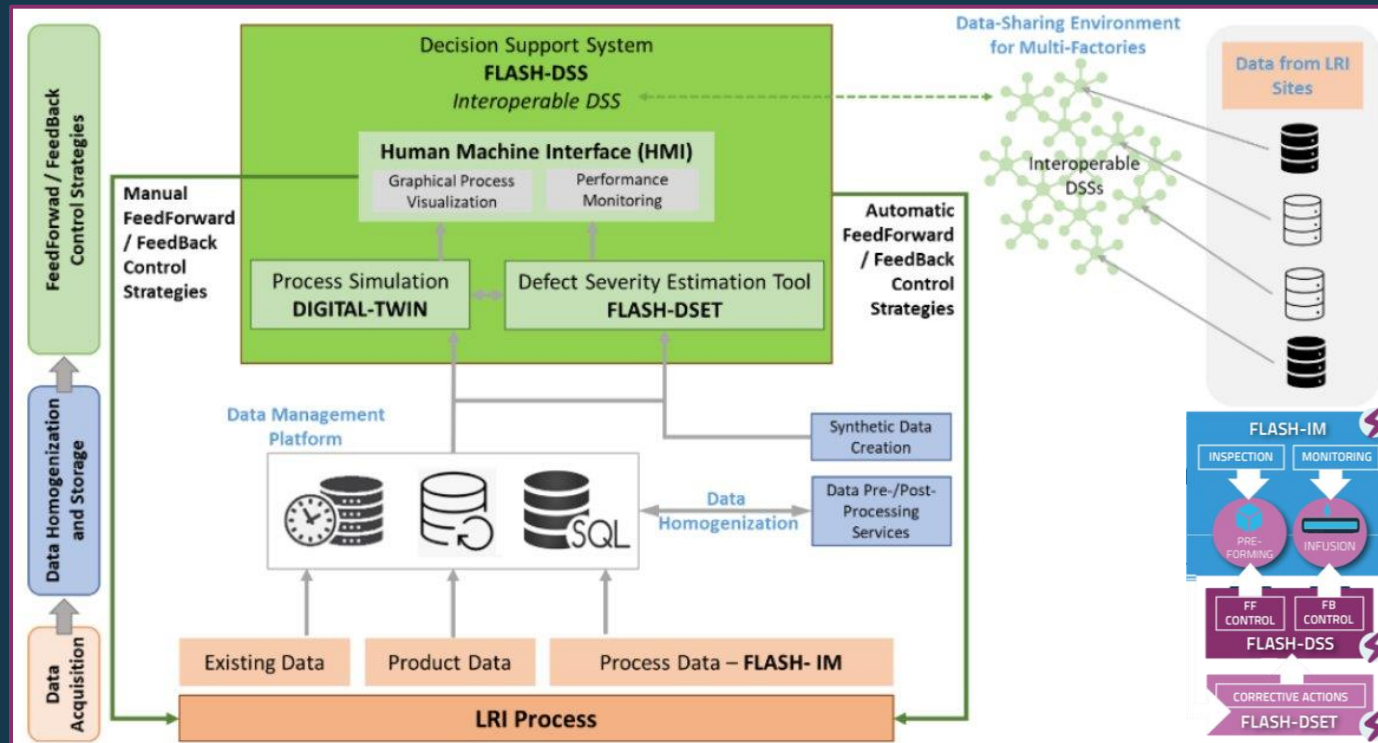 FeedForwad / FeedBack
Control Strategies
Data Homogenization
and Storage
Data
Acquisition
Manual
FeedForward
/ FeedBack
Control
Strategies
Decision Support System
FLASH-DSS
Interoperable DSS
Human Machine Interface (HMI)
Graphical Process
Visualization
Performance
Monitoring
Process Simulation
DIGITAL-TWIN
Defect Severity Estimation Tool
FLASH-DSET
Automatic
FeedForward
/ FeedBack
Control
Strategies
Data Management
Platform
SQL
Data
Homogenization
Synthetic Data
Creation
Data Pre-/Post-
Processing
Services
Existing Data
Product Data
Process Data – FLASH- IM
LRI Process
Data-Sharing Environment
for Multi-Factories
Interoperable
DSSs
Data from LRI
Sites
FLASH-IM
INSPECTION
MONITORING
PRE-
FORMING
INFUSION
FF
CONTROL
FB
CONTROL
FLASH-DSS
CORRECTIVE ACTIONS
FLASH-DSET